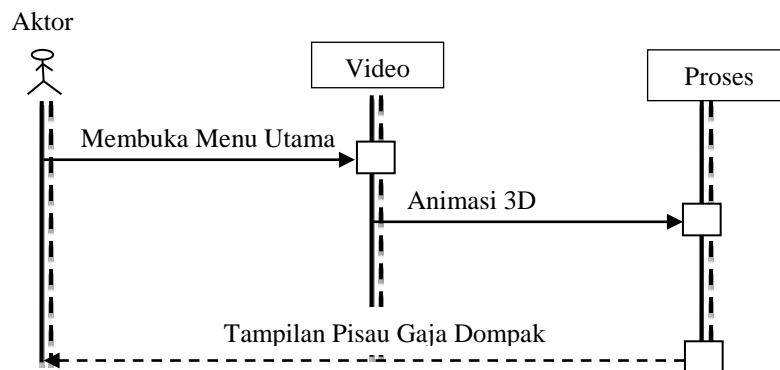 Aktor
Video
Proses
Membuka Menu Utama
Animasi 3D
Tampilan Pisau Gaja Dompak